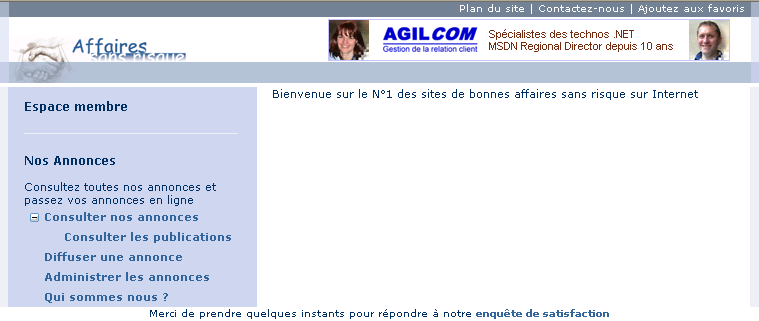 Plan du site | Contactez-nous | Ajoutez aux favoris
Affaires
sans risque
AGILCOM
Gestion de la relation client
Spécialistes des technos .NET
MSDN Regional Director depuis 10 ans
Espace membre
Bienvenue sur le N°1 des sites de bonnes affaires sans risque sur Internet
Nos Annonces
Consultez toutes nos annonces et
passez vos annonces en ligne
Consulter nos annonces
Consulter les publications
Diffuser une annonce
Administrer les annonces
Qui sommes nous ?
Merci de prendre quelques instants pour répondre à notre enquête de satisfaction